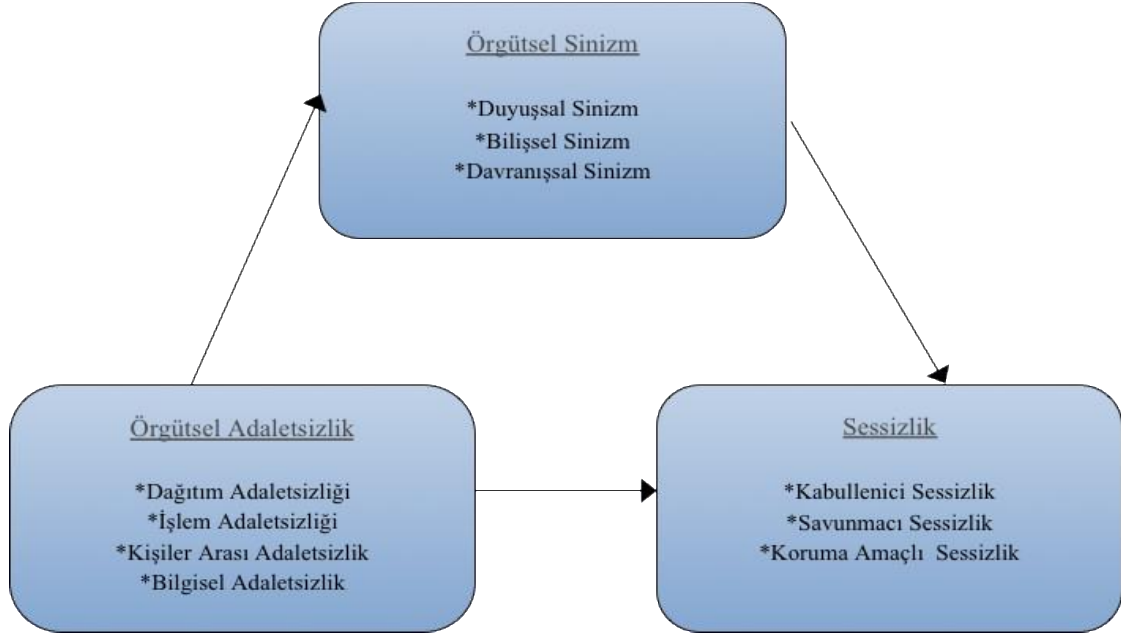 Örgütsel Sinizm
*Duyuşsal Sinizm
*Bilişsel Sinizm
*Davranışsal Sinizm
Örgütsel Adaletsizlik
*Dağıtım Adaletsizliği
*İşlem Adaletsizliği
*Kişiler Arası Adaletsizlik
*Bilgisel Adaletsizlik
Sessizlik
*Kabullenici Sessizlik
*Savunmacı Sessizlik
*Koruma Amaçlı  Sessizlik